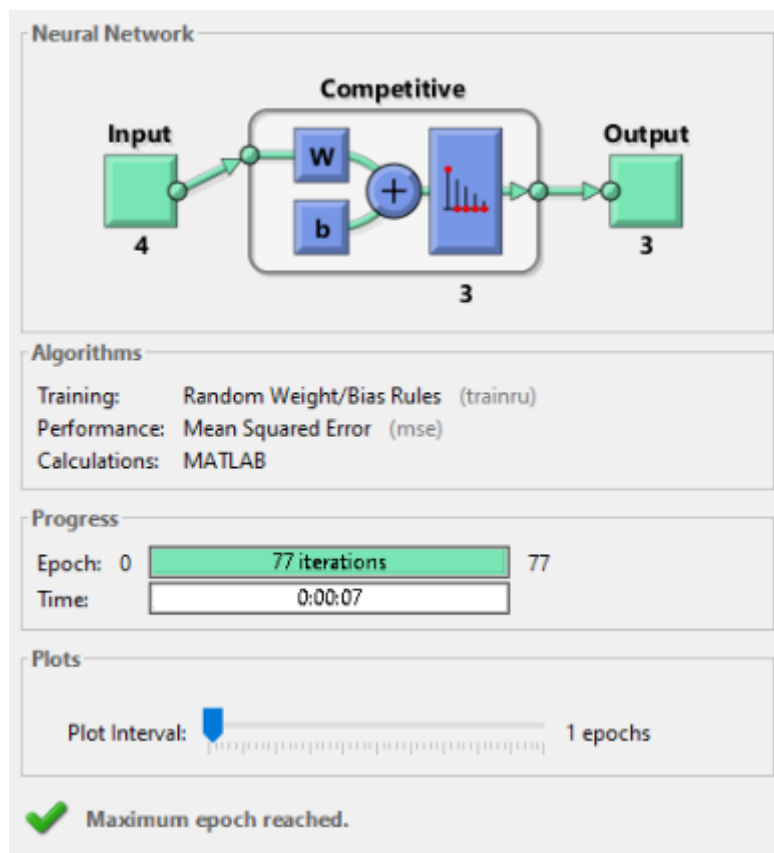 Neural Network
Competitive
Input
Output
W
b
+
4
3
3
Algorithms
Training: Random Weight/Bias Rules (trainru)
Performance: Mean Squared Error (mse)
Calculations: MATLAB
Progress
Epoch: 0 77 iterations 77
Time: 0:00:07
Plots
Plot Interval: 1 epochs
Maximum epoch reached.